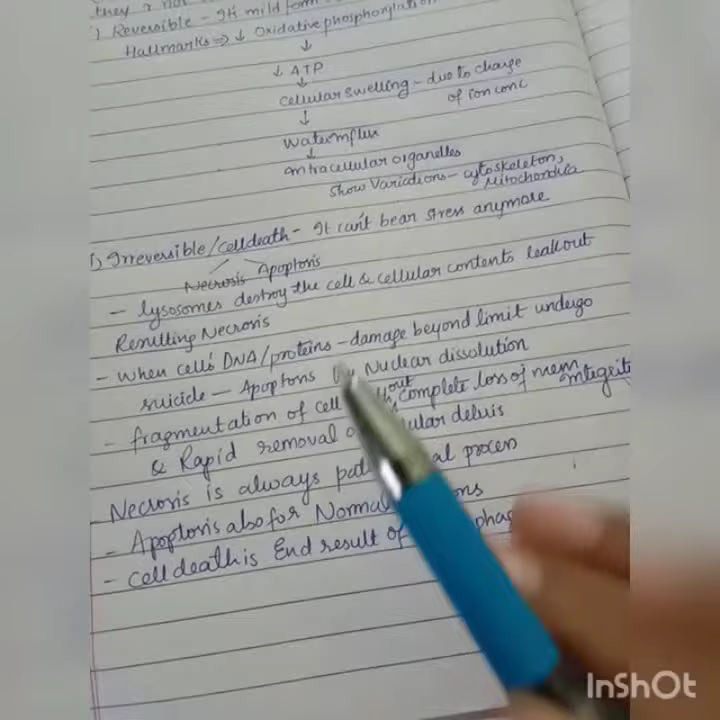 they r not
) Reversible - It's mild form
Hallmarks ⇒ ↓ Oxidative phosphorylation
↓
↓ ATP
↓
cellular swelling - due to change
of ion conc
↓
Water influx
↓
intracellular organelles
show Variations - cytoskeleton,
Mitochondria
) Irreversible/cell death - It can't bear stress anymore
Necrosis Apoptosis
- lysosomes destroy the cell & cellular contents leakout
Resulting Necrosis
- when cell's DNA/proteins - damage beyond limit undergo
suicide - Apoptosis Nuclear dissolution
- fragmentation of cell out complete loss of mem integrity
& Rapid removal debris
- Necrosis is always
- Apoptosis also for Normal
- cell death is End result of
InShOt